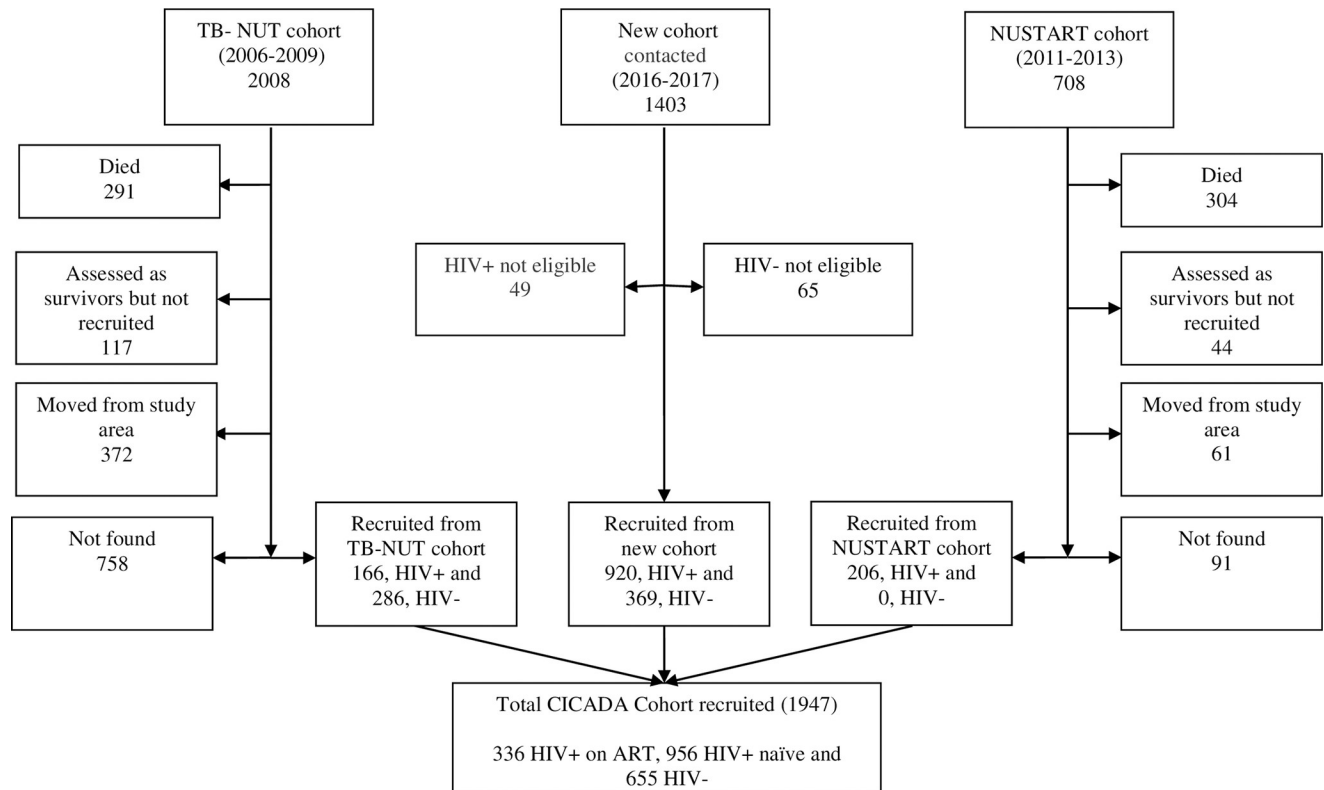 TB- NUT cohort
(2006-2009)
2008
New cohort
contacted
(2016-2017)
1403
NUSTART cohort
(2011-2013)
708
Died
291
Died
304
HIV+ not eligible
49
HIV- not eligible
65
Assessed as
survivors but not
recruited
117
Assessed as
survivors but not
recruited
44
Moved from study
area
372
Moved from study
area
61
Not found
758
Recruited from
TB-NUT cohort
166, HIV+ and
286, HIV-
Recruited from
new cohort
920, HIV+ and
369, HIV-
Recruited from
NUSTART cohort
206, HIV+ and
0, HIV-
Not found
91
Total CICADA Cohort recruited (1947)
336 HIV+ on ART, 956 HIV+ naïve and
655 HIV-